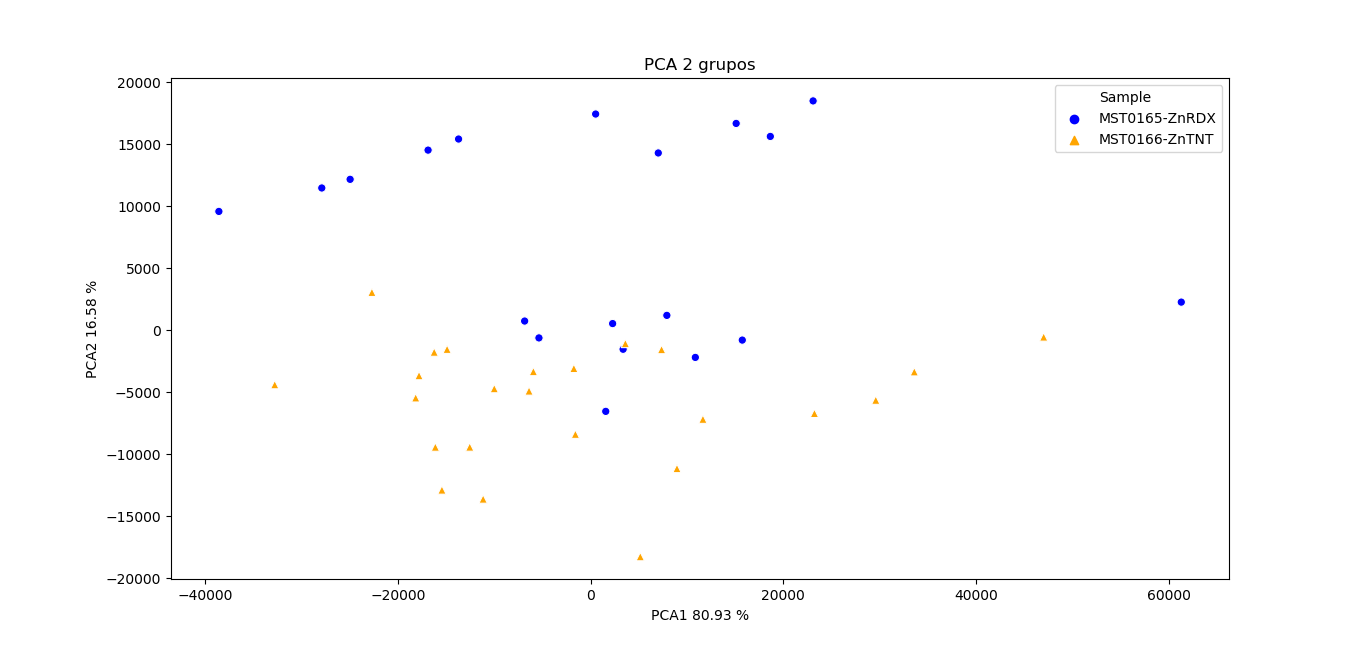 PCA 2 grupos
20000
15000
10000
5000
0
−5000
−10000
−15000
−20000
PCA2 16.58 %
Sample
MST0165-ZnRDX
MST0166-ZnTNT
−40000
−20000
0
20000
40000
60000
PCA1 80.93 %